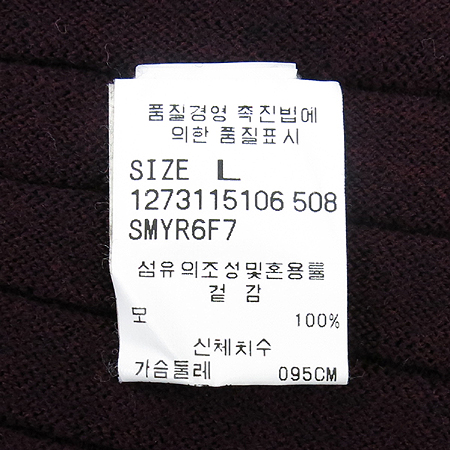 품질경영 촉진법에
의한 품질표시
SIZE L
1273115106 508
SMYR6F7
섬유의조성및혼용률
겉 감
모 100%
신체치수
가슴둘레 095CM